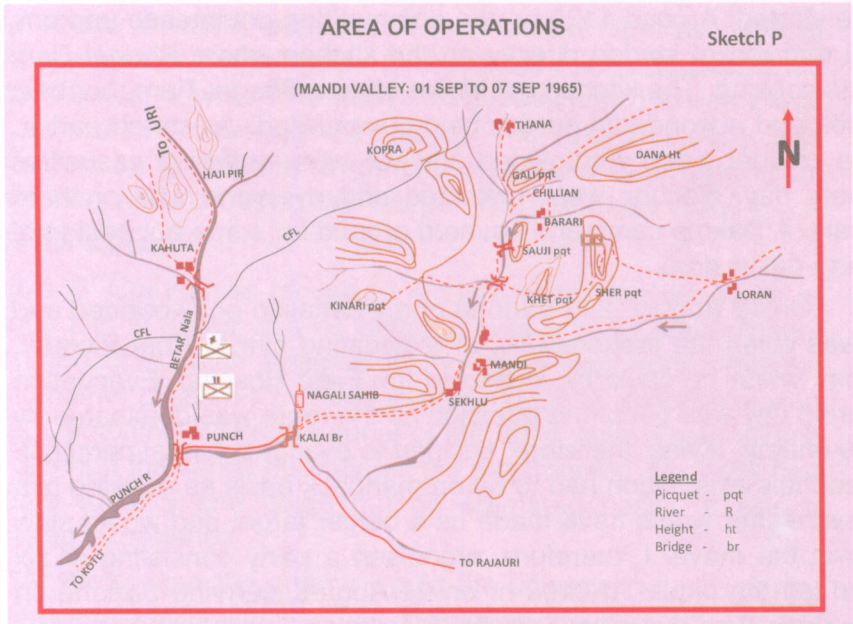 AREA OF OPERATIONS
Sketch P
(MANDI VALLEY: 01 SEP TO 07 SEP 1965)
To URI
HAJI PIR
KOPRA
THANA
DANA Ht
N
GALI pqt
CHILLIAN
BARARI
SAUJI pqt
CFL
KAHUTA
KINARI pqt
KHET pqt
SHER pqt
LORAN
CFL
BETAR Nala
MANDI
NAGALI SAHIB
SEKHLU
PUNCH
KALAI Br
PUNCH R
TO KOTLI
TO RAJAURI
Legend
Picquet - pqt
River - R
Height - ht
Bridge - br